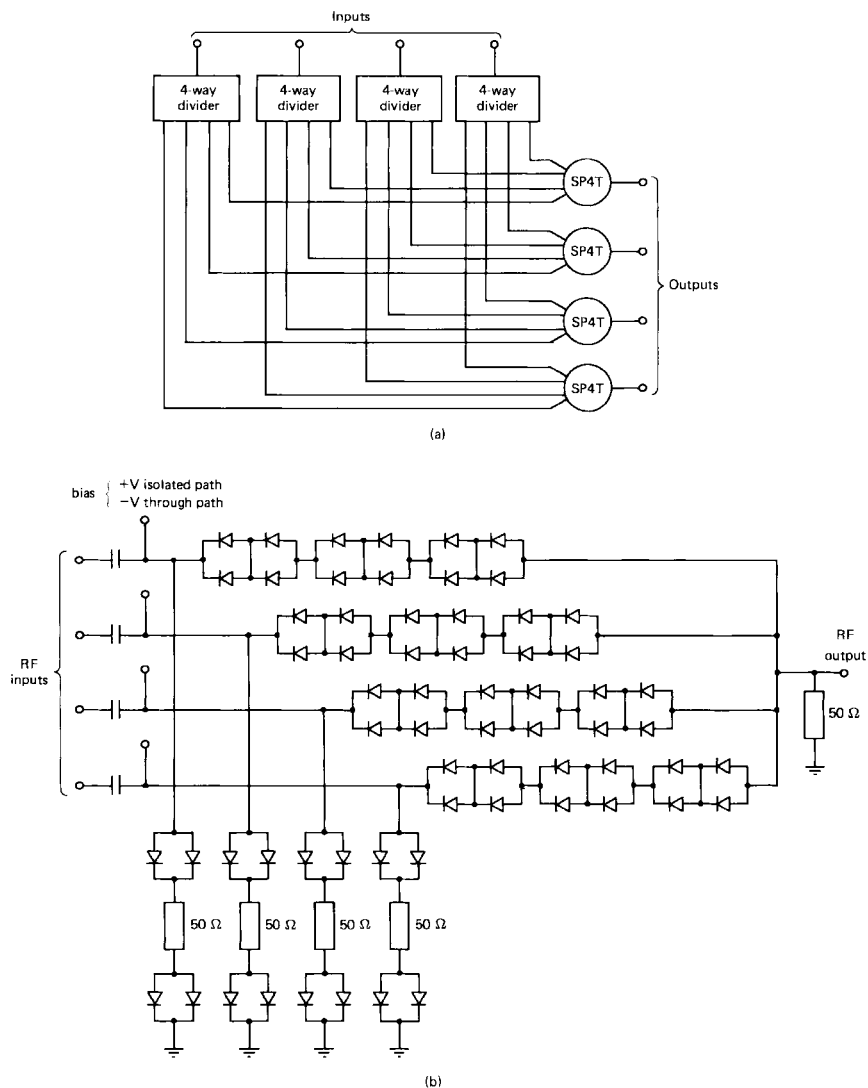 Inputs
4-way
divider
4-way
divider
4-way
divider
4-way
divider
SP4T
SP4T
SP4T
SP4T
Outputs
(a)
bias
+V isolated path
−V through path
RF
inputs
RF
output
50 Ω
50 Ω
50 Ω
50 Ω
50 Ω
(b)